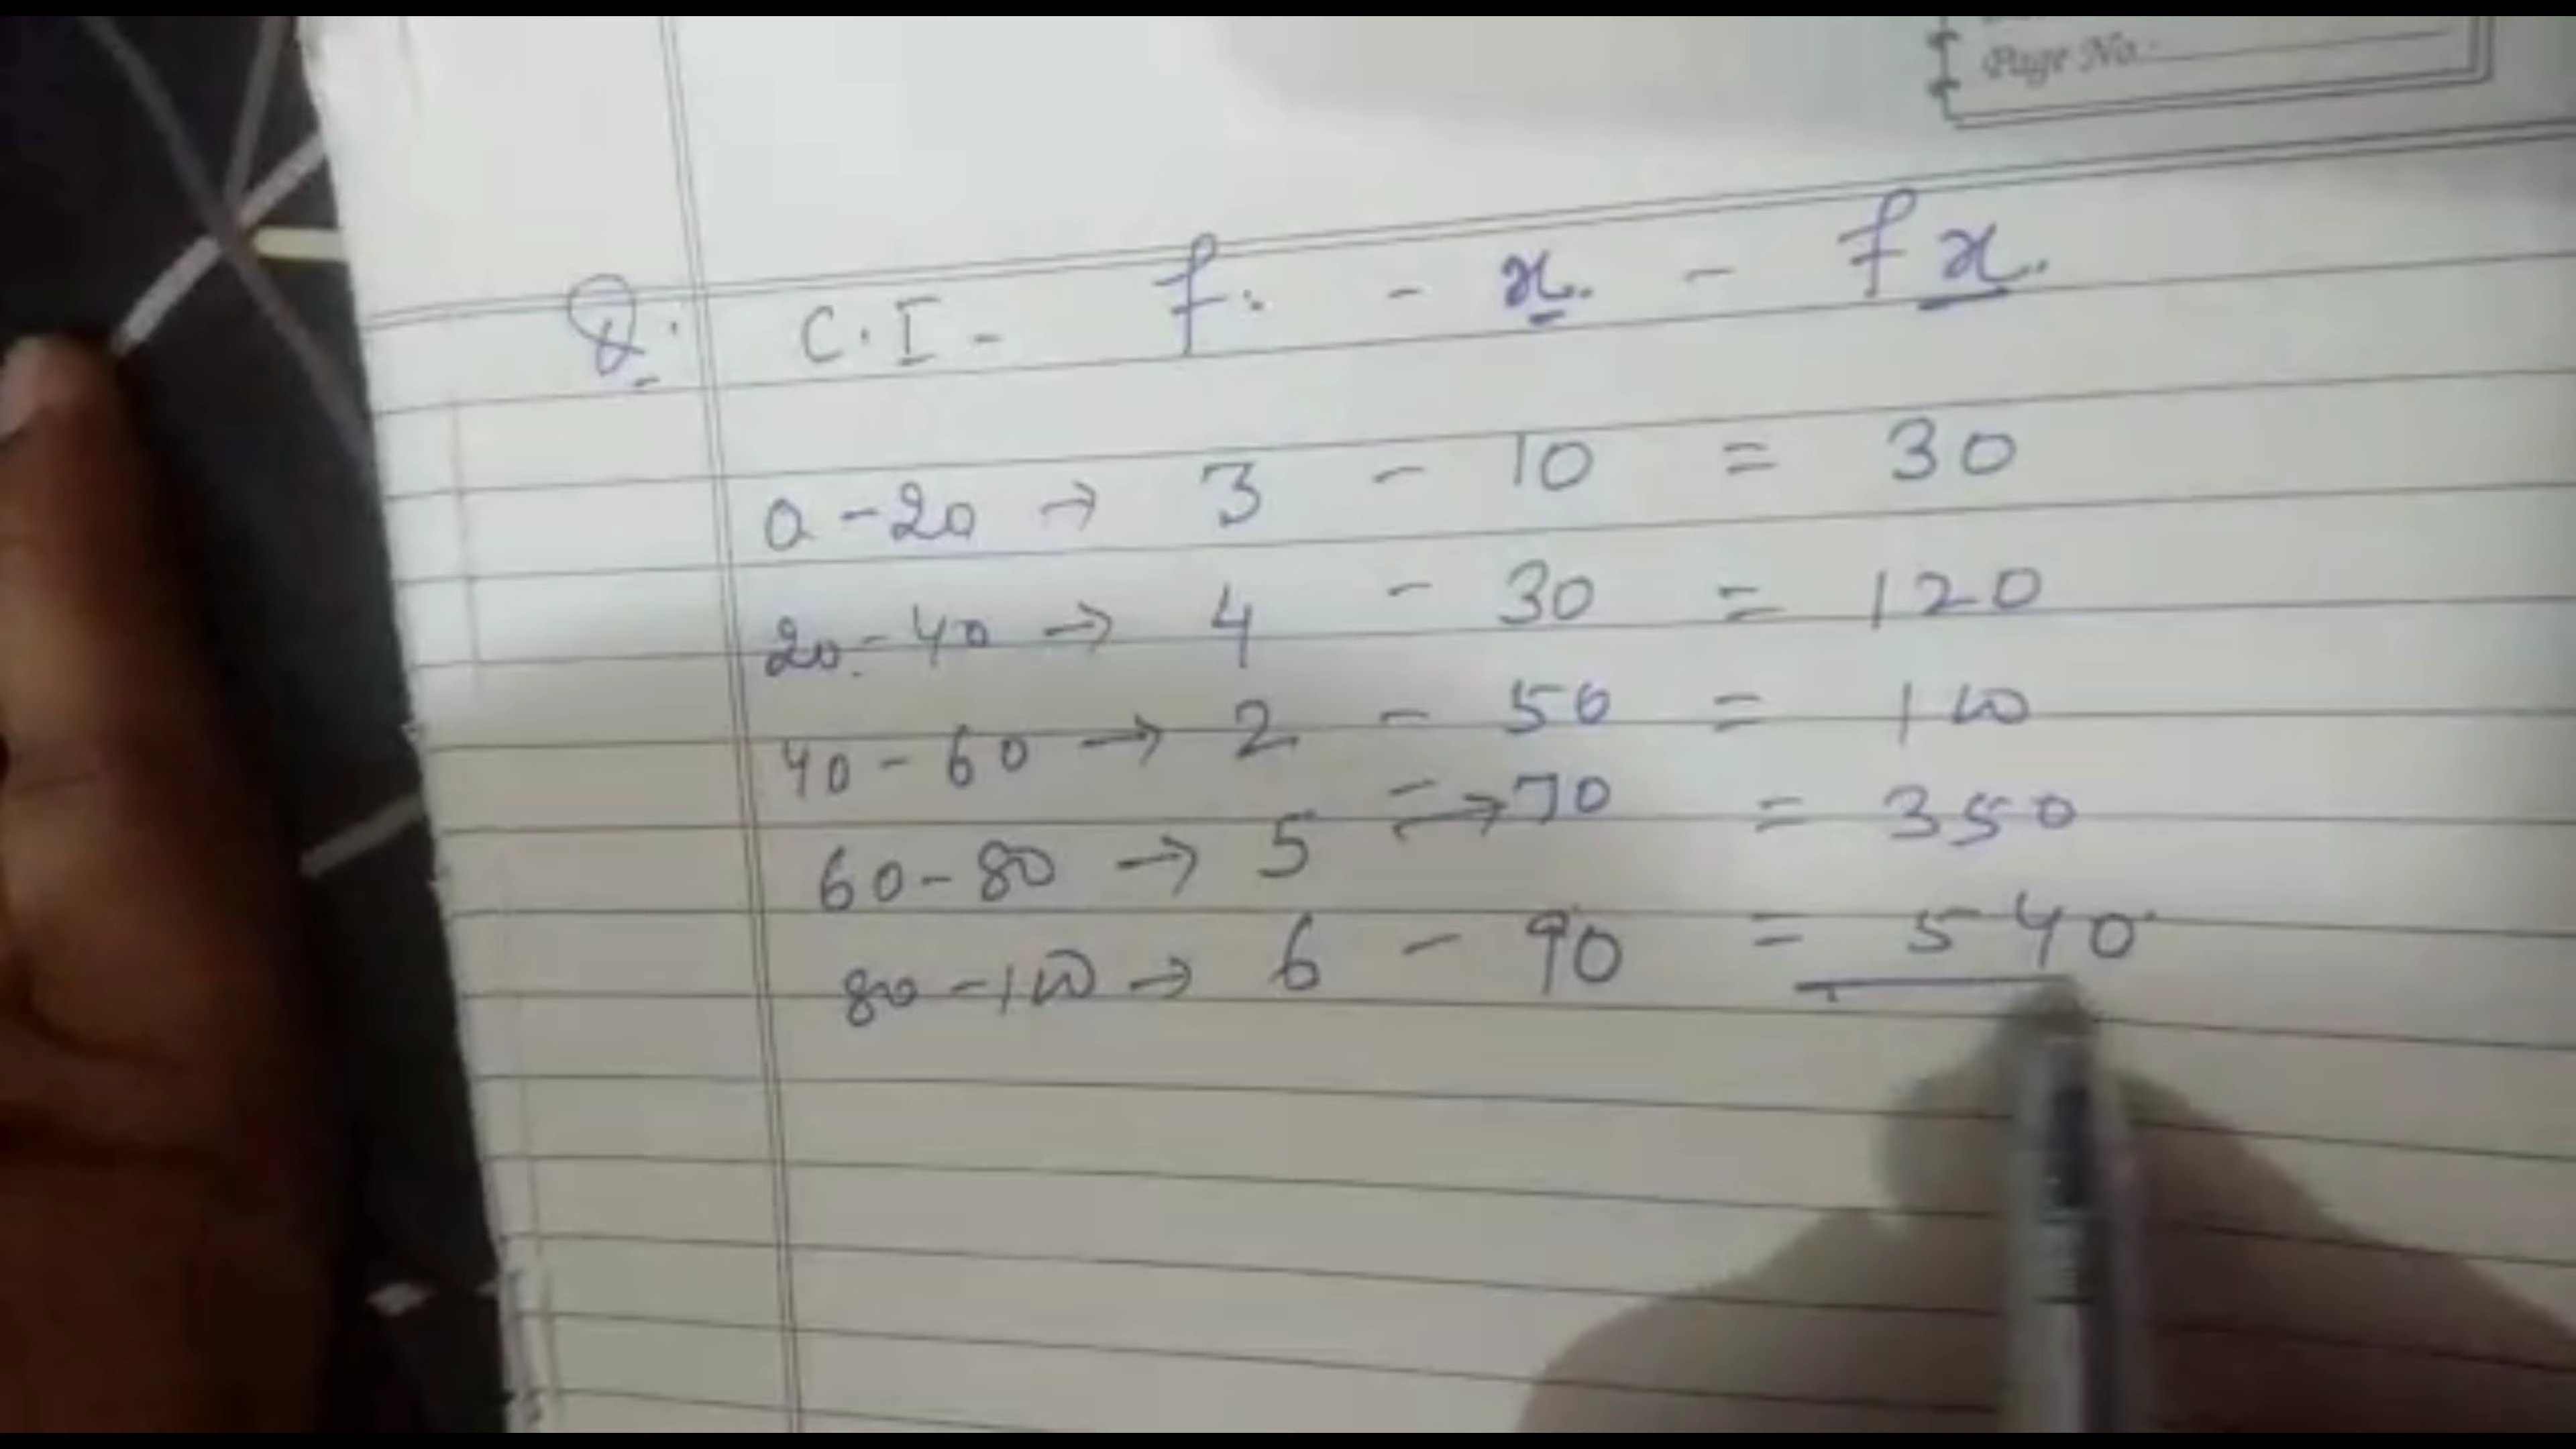 Page No.
Q. C.I - f. - x. - fx.
0-20 → 3 - 10 = 30
20-40 → 4 - 30 = 120
40-60 → 2 - 50 = 100
60-80 → 5 → 70 = 350
80-100 → 6 - 90 = 540